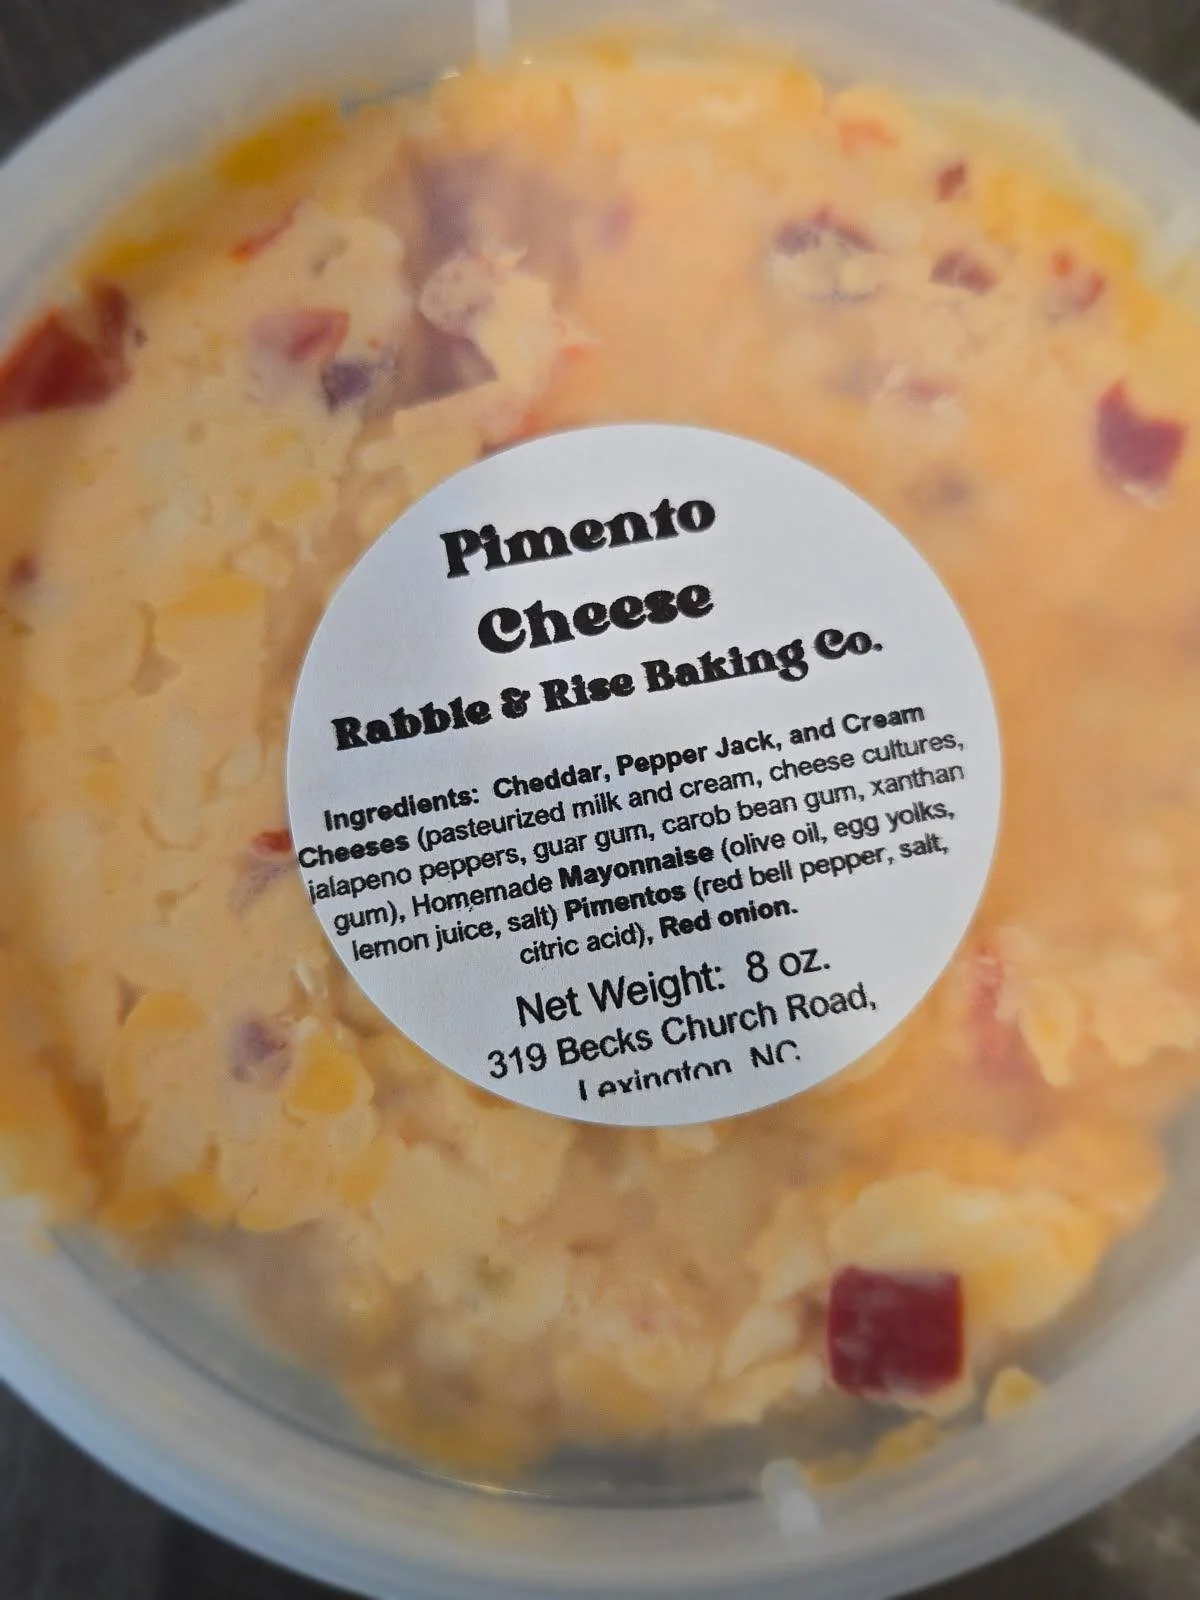 Pimento
Cheese
Rabble & Rise Baking Co.
Ingredients: Cheddar, Pepper Jack, and Cream
Cheeses (pasteurized milk and cream, cheese cultures,
jalapeno peppers, guar gum, carob bean gum, xanthan
gum), Homemade Mayonnaise (olive oil, egg yolks,
lemon juice, salt) Pimentos (red bell pepper, salt,
citric acid), Red onion.
Net Weight: 8 oz.
319 Becks Church Road,
Lexington NC